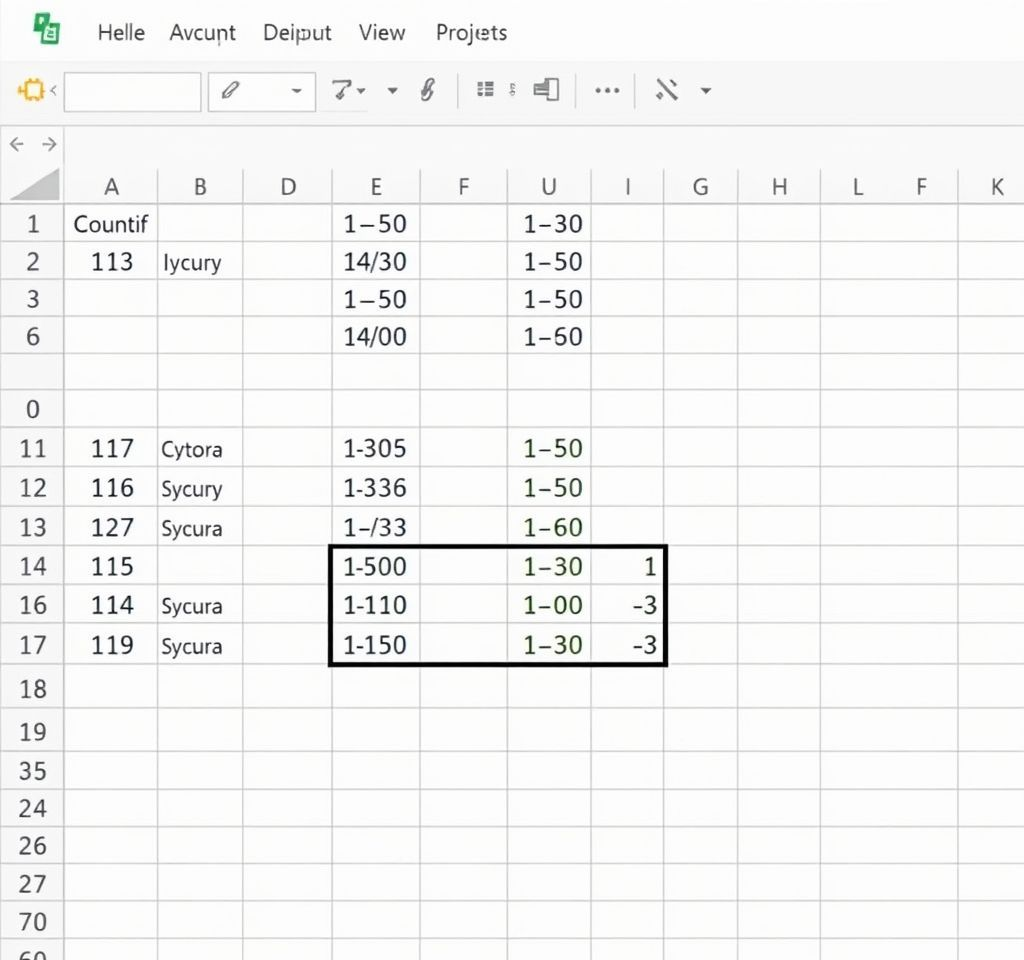 Helle Avcunt Deiput View Projets
A B D E F U I G H L F K
1 Countif 1–50 1–30
2 113 lycury 14/30 1–50
3 1–50 1–50
6 14/00 1–60
0
11 117 Cytora 1-305 1–50
12 116 Sycury 1-336 1–50
13 127 Sycura 1–/33 1–60
14 115 1-500 1–30 1
16 114 Sycura 1-110 1–00 -3
17 119 Sycura 1-150 1–30 -3
18
19
35
24
26
27
70
60